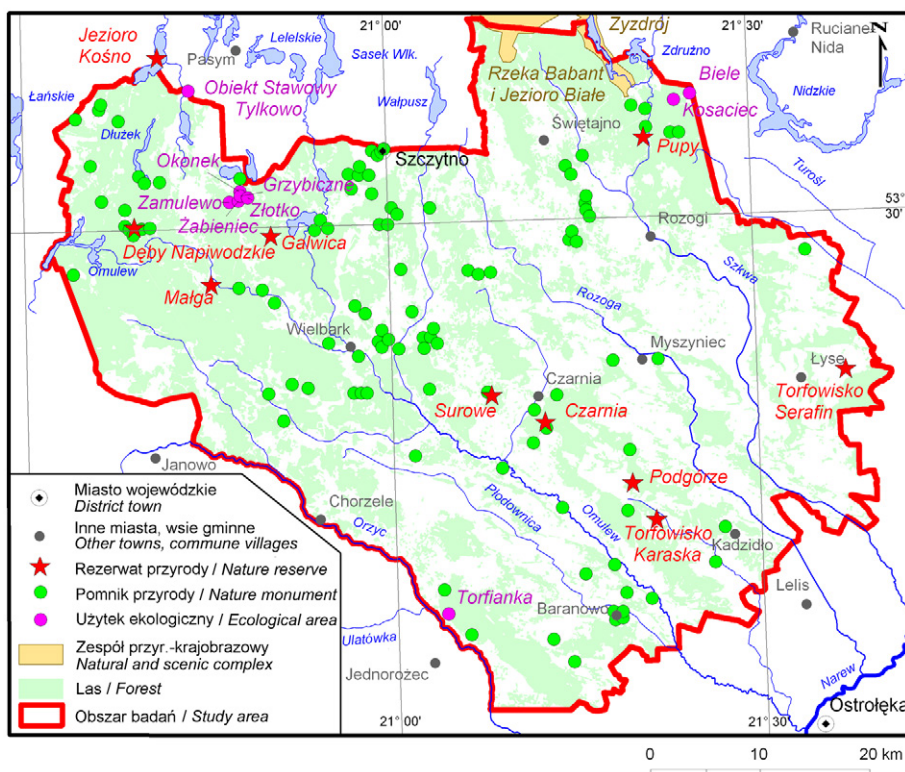 21° 00'
21° 30'
Jezioro
Kośno
Pasym
Lelelskie
Sasek Wlk.
Zyzdrój
Zdrużno
Ruciane
Nida
N
Łańskie
Obiekt Stawowy
Tylkowo
Wałpusz
Rzeka Babant
i Jezioro Białe
Biele
Kosaciec
Nidzkie
Dłużek
Świętajno
Pupy
Szczytno
Okonek
Grzybiczne
Turośl
Zamulewo
Złotko
Żabieniec
53°
30'
Rozogi
Galwica
Dęby Napiwodzkie
Omulew
Szkwa
Małga
Rozoga
Wielbark
Myszyniec
Łyse
Czarnia
Torfowisko
Serafin
Surowe
Czarnia
Janowo
Podgórze
Chorzele
Orzyc
Płodownica
Omulew
Torfowisko
Karaska
Kadzidło
Lelis
Torfianka
Baranowo
Ulatówka
Jednorożec
Narew
Ostrołęka
21° 00'
21° 30'
Miasto wojewódzkie
District town
Inne miasta, wsie gminne
Other towns, commune villages
Rezerwat przyrody / Nature reserve
Pomnik przyrody / Nature monument
Użytek ekologiczny / Ecological area
Zespół przyr.-krajobrazowy
Natural and scenic complex
Las / Forest
Obszar badań / Study area
0 10 20 km